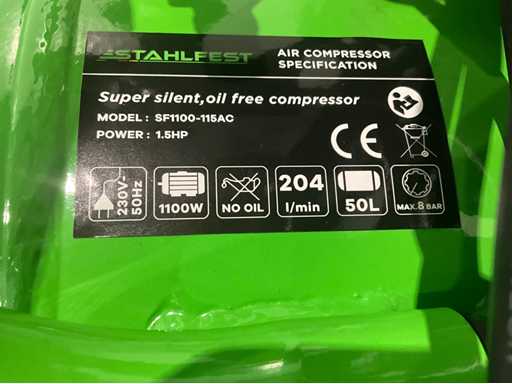 STAHLFEST
AIR COMPRESSOR
SPECIFICATION
Super silent,oil free compressor
MODEL : SF1100-115AC
POWER : 1.5HP
CE
230V~
50Hz
1100W
NO OIL
204
l/min
50L
MAX.8 BAR